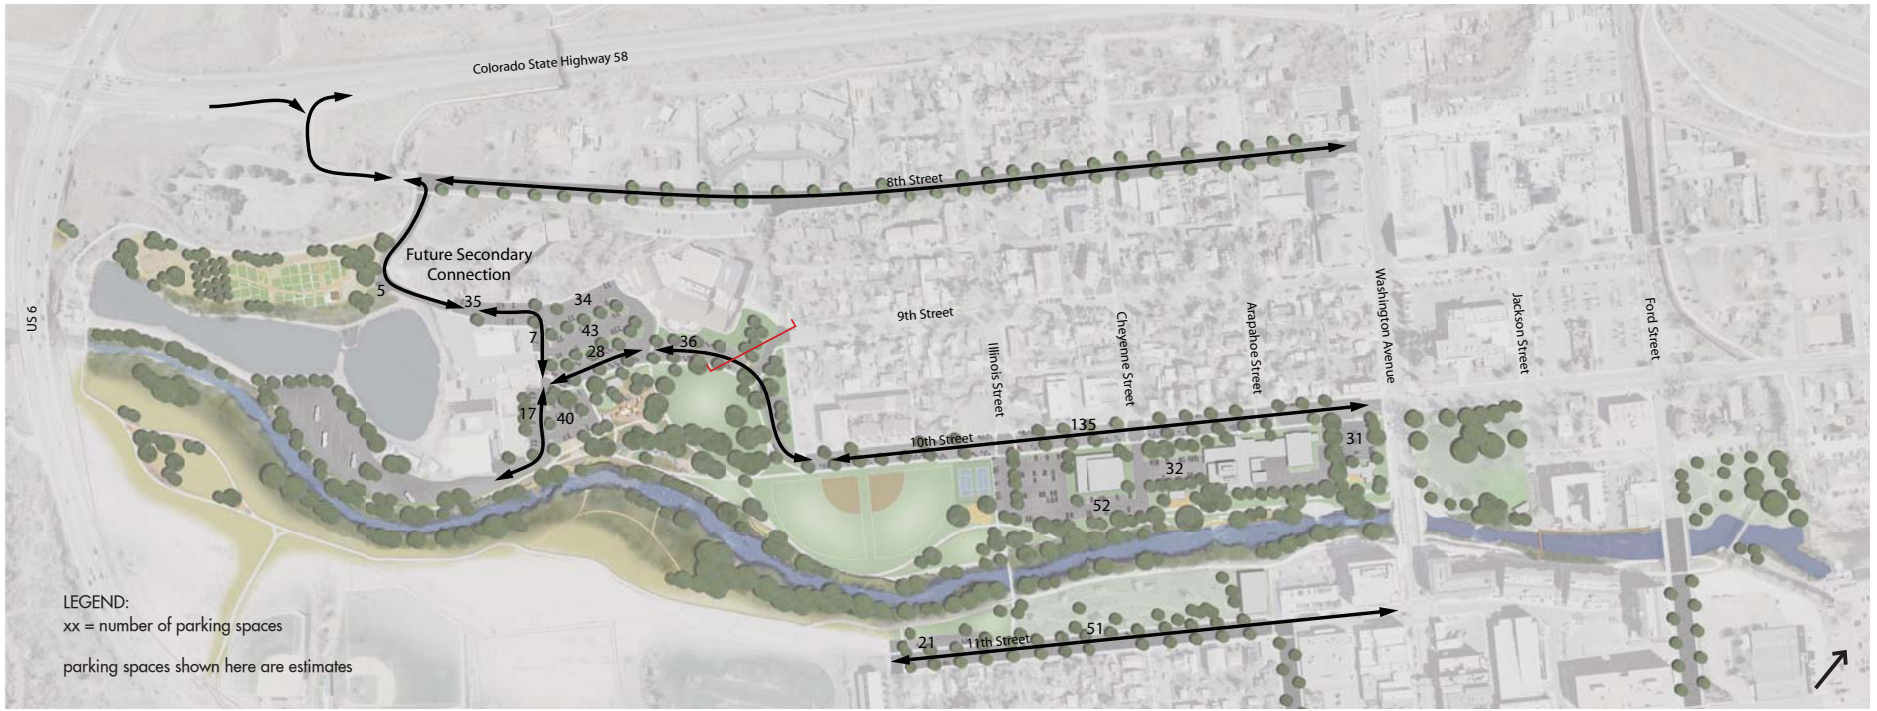 Colorado State Highway 58
8th Street
Future Secondary
Connection
5
35
34
US 6
7
43
28
36
9th Street
Illinois Street
Cheyenne Street
Arapahoe Street
Washington Avenue
Jackson Street
Ford Street
17
40
10th Street
135
31
32
52
LEGEND:
xx = number of parking spaces
parking spaces shown here are estimates
21
11th Street
51